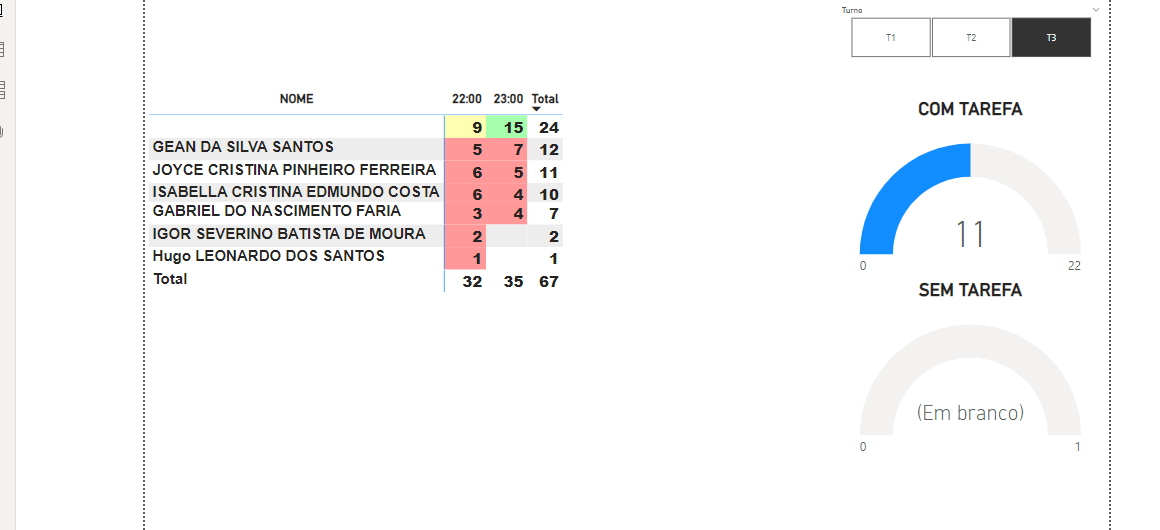 Turno
T1 T2 T3
NOME 22:00 23:00 Total
9 15 24
GEAN DA SILVA SANTOS 5 7 12
JOYCE CRISTINA PINHEIRO FERREIRA 6 5 11
ISABELLA CRISTINA EDMUNDO COSTA 6 4 10
GABRIEL DO NASCIMENTO FARIA 3 4 7
IGOR SEVERINO BATISTA DE MOURA 2 2
Hugo LEONARDO DOS SANTOS 1 1
Total 32 35 67
COM TAREFA
11
0 22
SEM TAREFA
(Em branco)
0 1